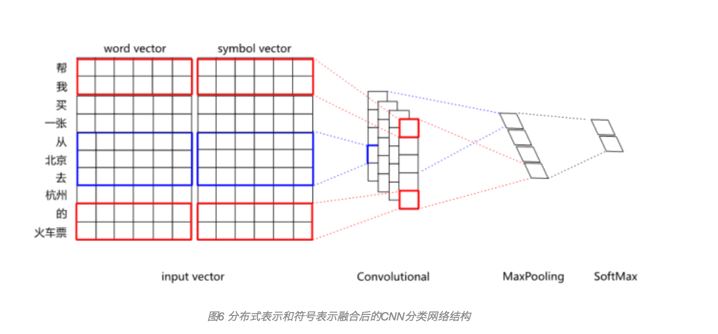 word vector symbol vector
帮
我
买
一张
从
北京
去
杭州
的
火车票
input vector Convolutional MaxPooling SoftMax
图6 分布式表示和符号表示融合后的CNN分类网络结构